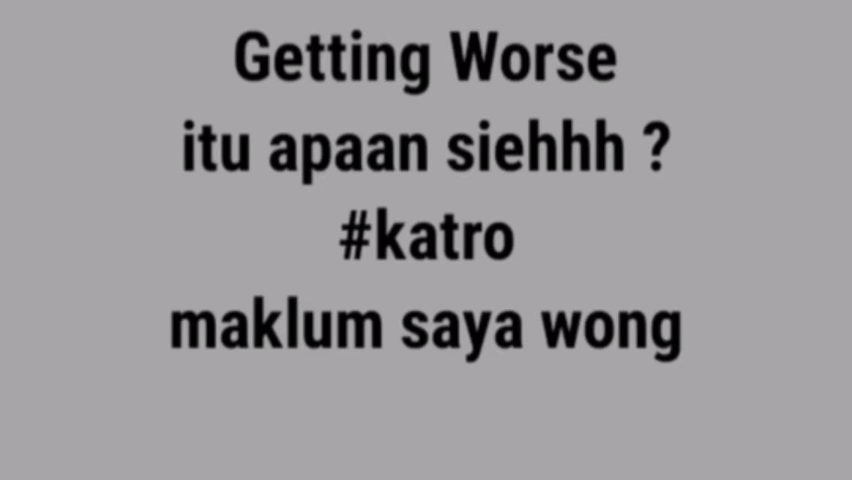 Getting Worse
itu apaan siehhh ?
#katro
maklum saya wong